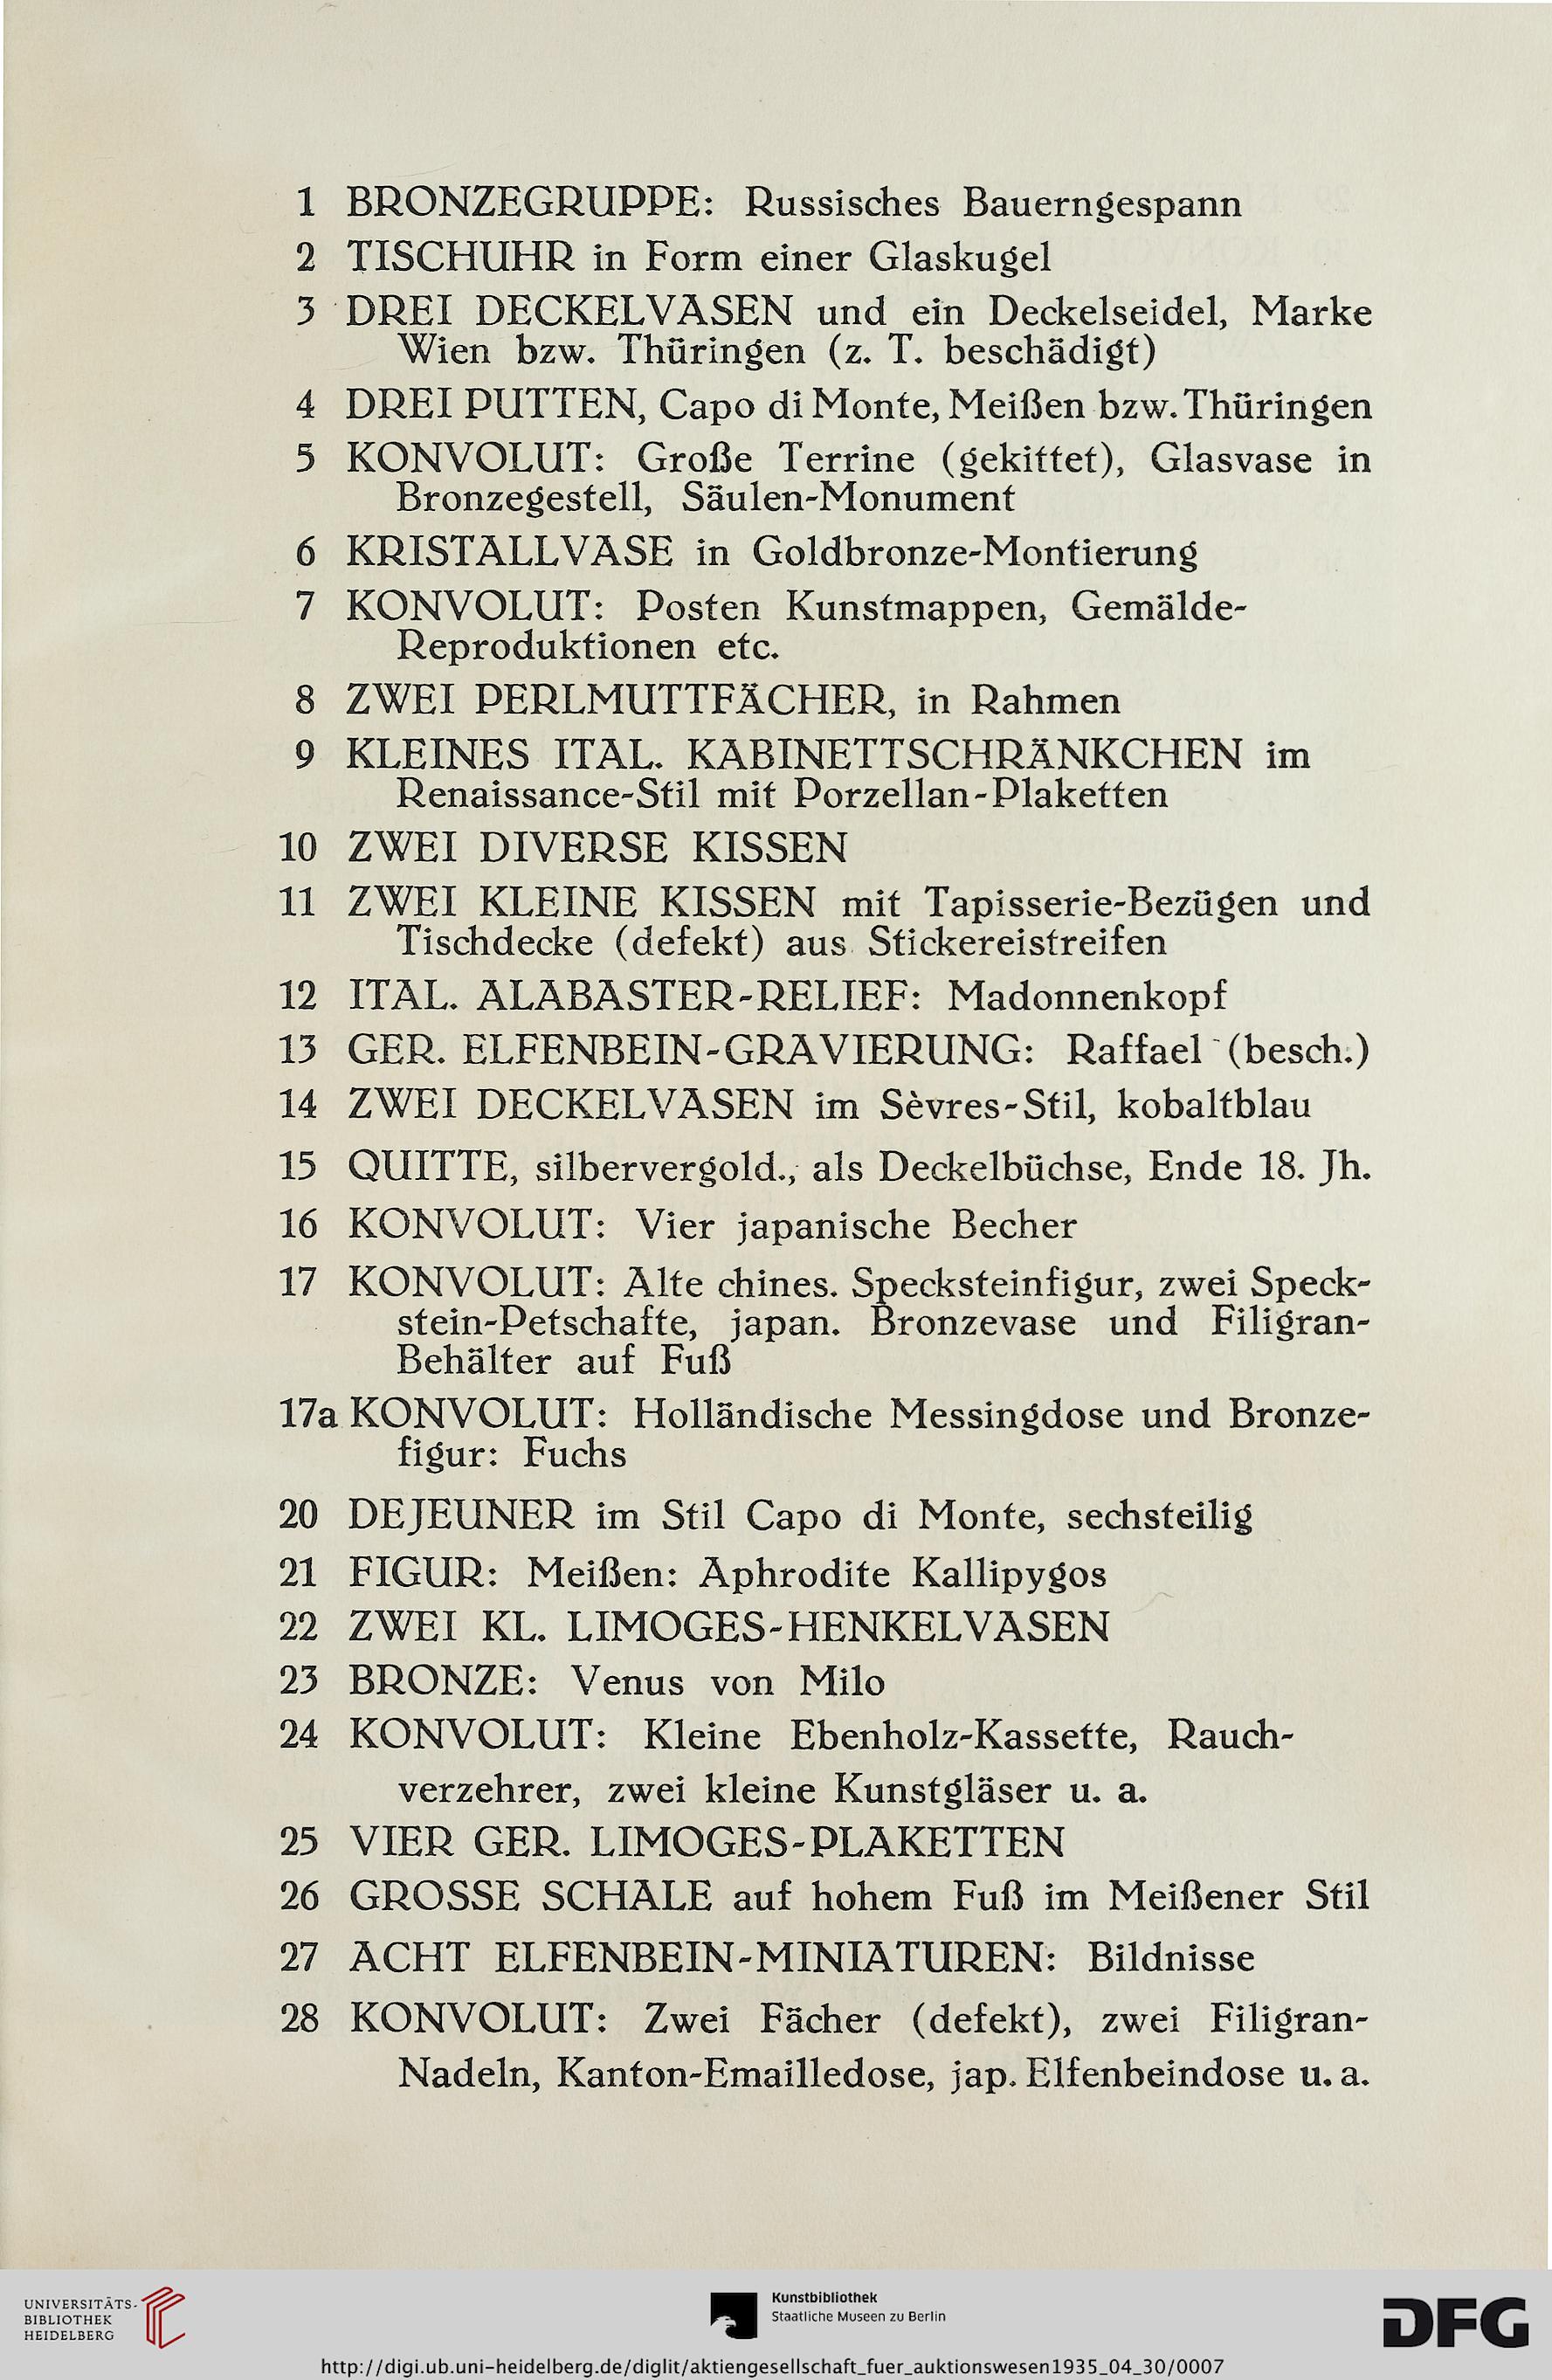 1 BRONZEGRUPPE: Russisches Bauerngespann
2 TISCHUHR in Form einer Glaskugel
3 DREI DECKELVASEN und ein Deckelseidel, Marke
Wien bzw. Thüringen (z. T. beschädigt)
4 DREI PUTTEN, Capo di Monte, Meißen bzw. Thüringen
5 KONVOLUT: Große Terrine (gekittet), Glasvase in
Bronzegestell, Säulen-Monument
6 KRISTALLVASE in Goldbronze-Montierung
7 KONVOLUT: Posten Kunstmappen, Gemälde-
Reproduktionen etc.
8 ZWEI PERLMUTTFÄCHER, in Rahmen
9 KLEINES ITAL. KABINETTSCHRÄNKCHEN im
Renaissance-Stil mit Porzellan-Plaketten
10 ZWEI DIVERSE KISSEN
11 ZWEI KLEINE KISSEN mit Tapisserie-Bezügen und
Tischdecke (defekt) aus Stickereistreifen
12 ITAL. ALABASTER-RELIEF: Madonnenkopf
13 GER. ELFENBEIN-GRAVIERUNG: Raffael (besch.)
14 ZWEI DECKELVASEN im Sèvres-Stil, kobaltblau
15 QUITTE, silbervergold., als Deckelbüchse, Ende 18. Jh.
16 KONVOLUT: Vier japanische Becher
17 KONVOLUT: Alte chines. Specksteinfigur, zwei Speck-
stein-Petschafte, japan. Bronzevase und Filigran-
Behälter auf Fuß
17a KONVOLUT: Holländische Messingdose und Bronze-
figur: Fuchs
20 DEJEUNER im Stil Capo di Monte, sechsteilig
21 FIGUR: Meißen: Aphrodite Kallipygos
22 ZWEI KL. LIMOGES-HENKELVASEN
23 BRONZE: Venus von Milo
24 KONVOLUT: Kleine Ebenholz-Kassette, Rauch-
verzehrer, zwei kleine Kunstgläser u. a.
25 VIER GER. LIMOGES-PLAKETTEN
26 GROSSE SCHALE auf hohem Fuß im Meißener Stil
27 ACHT ELFENBEIN-MINIATUREN: Bildnisse
28 KONVOLUT: Zwei Fächer (defekt), zwei Filigran-
Nadeln, Kanton-Emailledose, jap. Elfenbeindose u. a.
UNIVERSITÄTS-
BIBLIOTHEK
HEIDELBERG
Kunstbibliothek
Staatliche Museen zu Berlin
DFG
http://digi.ub.uni-heidelberg.de/diglit/aktiengesellschaft_fuer_auktionswesen1935_04_30/0007